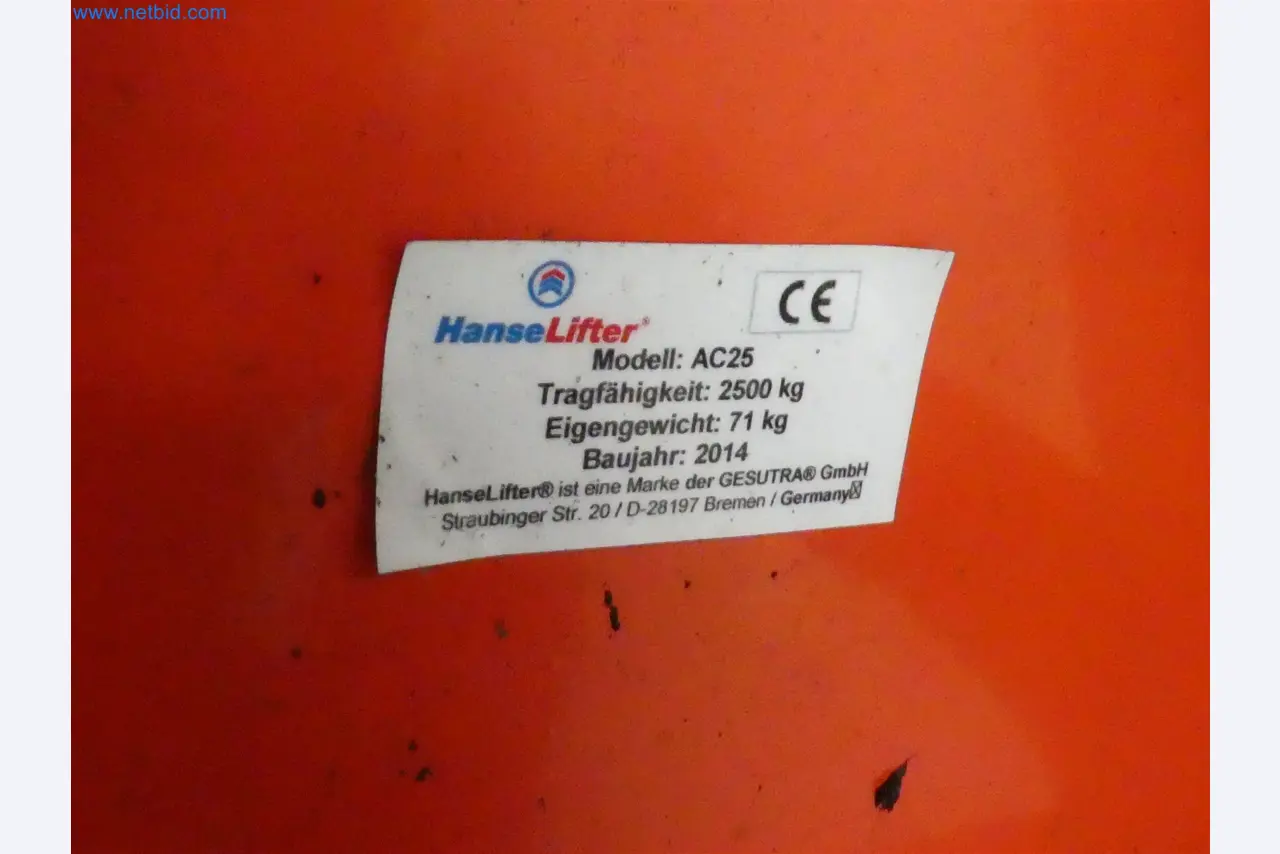 www.netbid.com
CE
HanseLifter®
Modell: AC25
Tragfähigkeit: 2500 kg
Eigengewicht: 71 kg
Baujahr: 2014
HanseLifter® ist eine Marke der GESUTRA® GmbH
Straubinger Str. 20 / D-28197 Bremen / Germany